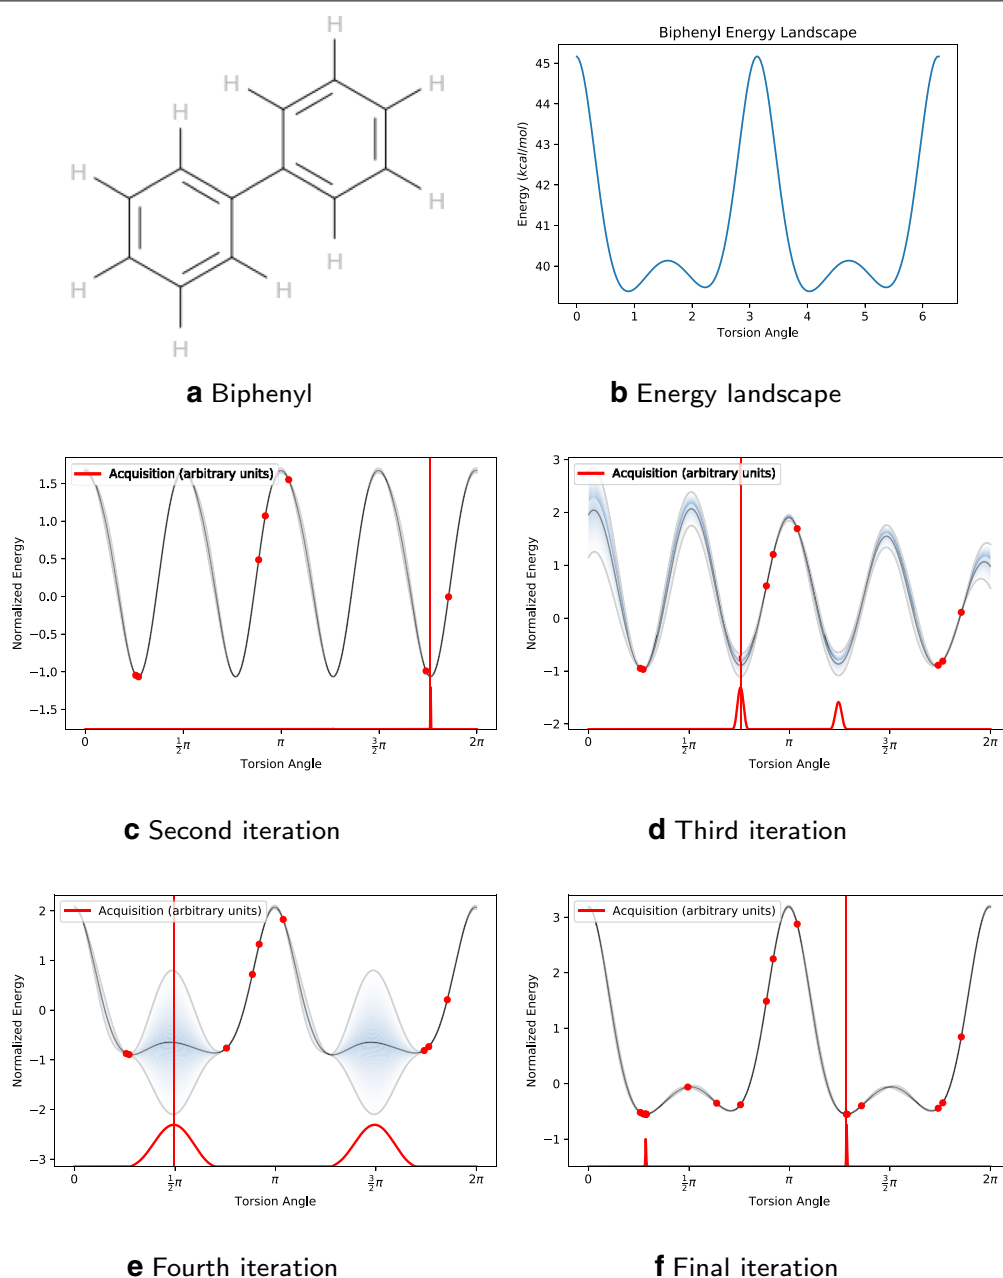 H
H
H
H
H
H
H
H
H
H
Biphenyl Energy Landscape
Energy (kcal/mol)
45
44
43
42
41
40
0 1 2 3 4 5 6
Torsion Angle
a Biphenyl
b Energy landscape
Acquisition (arbitrary units)
Normalized Energy
1.5
1.0
0.5
0.0
−0.5
−1.0
−1.5
0 1/2π π 3/2π 2π
Torsion Angle
Acquisition (arbitrary units)
Normalized Energy
3
2
1
0
−1
−2
0 1/2π π 3/2π 2π
Torsion Angle
c Second iteration
d Third iteration
Acquisition (arbitrary units)
Normalized Energy
2
1
0
−1
−2
−3
0 1/2π π 3/2π 2π
Torsion Angle
Acquisition (arbitrary units)
Normalized Energy
3
2
1
0
−1
0 1/2π π 3/2π 2π
Torsion Angle
e Fourth iteration
f Final iteration